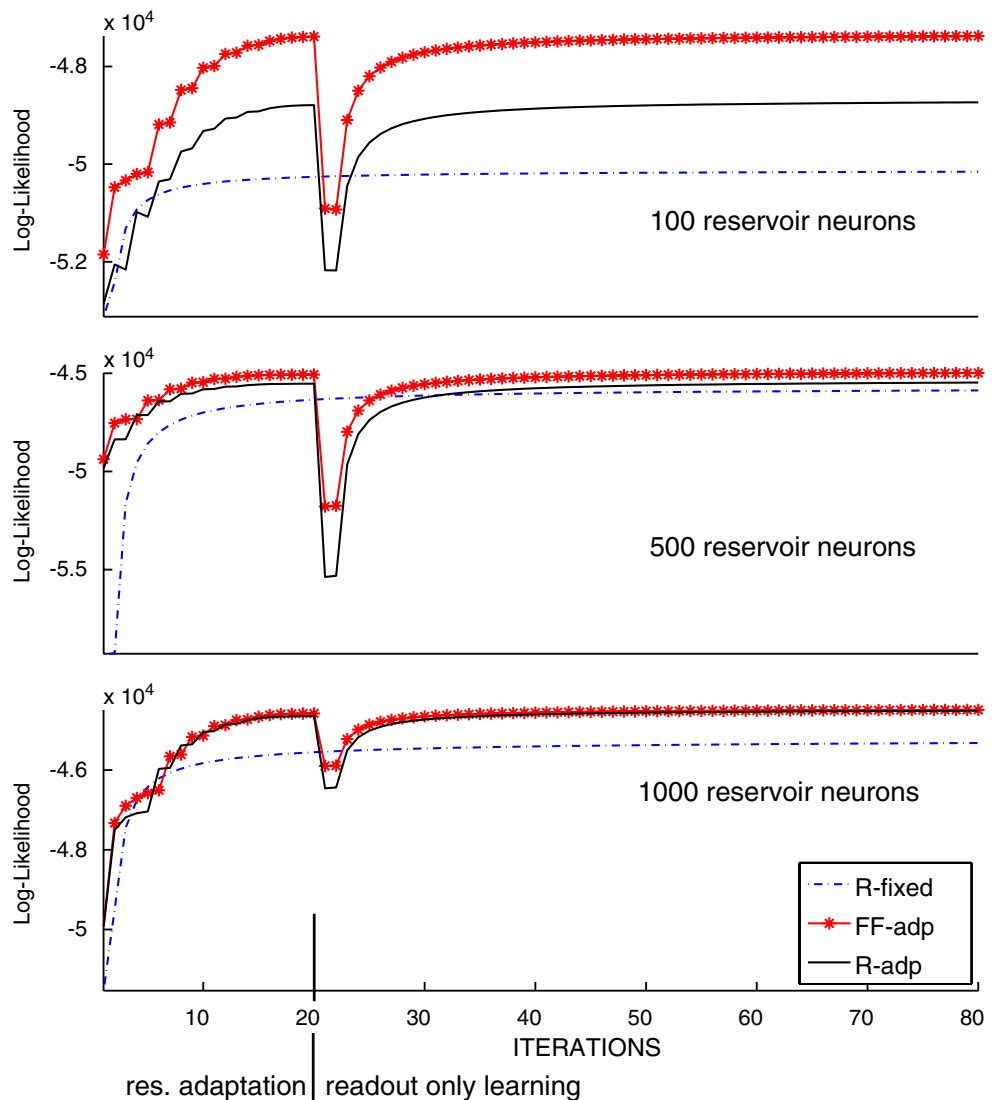 x 10^4
-4.8
-5
-5.2
Log-Likelihood
100 reservoir neurons
x 10^4
-4.5
-5
-5.5
Log-Likelihood
500 reservoir neurons
x 10^4
-4.6
-4.8
-5
Log-Likelihood
1000 reservoir neurons
R-fixed
FF-adp
R-adp
10 20 30 40 50 60 70 80
ITERATIONS
res. adaptation readout only learning